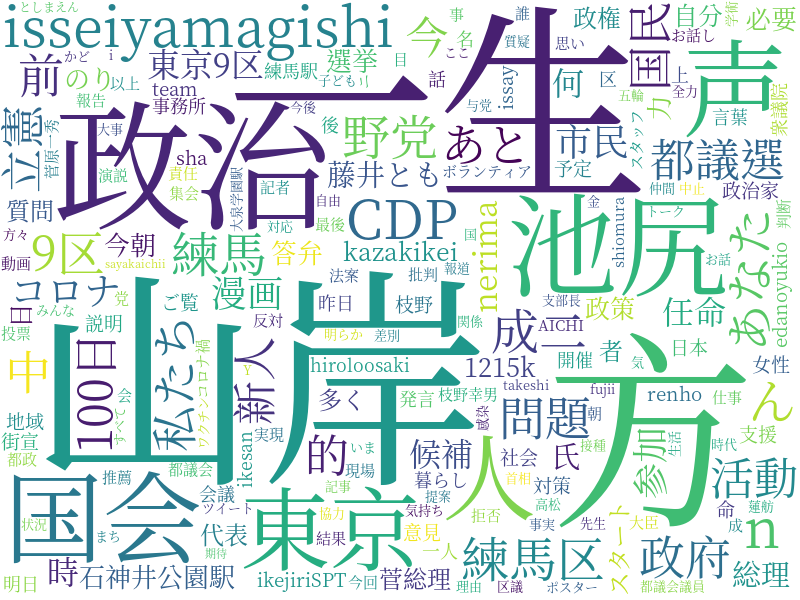 としまえん
isseiyamagishi
今
事
名
誰
質疑
思い
政権
自分
お話し
学術
必要
前
のり
東京9区
選挙
練馬駅
目
ここ
何
区
上
五輪
全力
衆議院
国民
声
生
政治
一
team
子ども
話
issay
与党
力
言葉
スタッフ
報告
以上
かど
i
今後
事務所
後
野党
あと
市民
予定
都議選
立憲
菅原一秀
大事
sha
演説
責任
集会
記者
自由
大泉学園駅
藤井とも
ボランティア
仲間
中止
政治家
質問
9区
今朝
練馬
答弁
対応
最後
CDP
kazakikei
nerima
金
トーク
判断
国
shiomura
池尻
あなた
方々
動画
sayakaichii
コロナ
ご覧
漫画
昨日
法案
批判
報道
枝野
成二
支部長
お話
政策
任命
edanoyukio
日
党
みんな
説明
反対
明らか
差別
関係
AICHI
者
日本
投票
100日
すべて
会
私たち
ワクチン
コロナ禍
新人
Y
hiroloosaki
1215k
開催
女性
ん
中
多く
発言
枝野幸男
takeshi
fujii
気
renho
仕事
地域
街宣
実現
いま
的
感染
問題
朝
方
参加
支援
都政
都議会
ikesan
現場
候補
暮らし
社会
氏
接種
生活
時代
山岸
人
国会
推薦
会議
ツイート
記事
気持ち
提案
首相
対策
高松
スタート
命
蓮舫
活動
n
状況
まち
代表
東京
協力
結果
意見
一人
拒否
事実
先生
大臣
成
明日
時
石神井公園駅
期待
ikejiriSPT
今回
菅総理
理由
練馬区
区議
ポスター
政府
都議会議員
総理